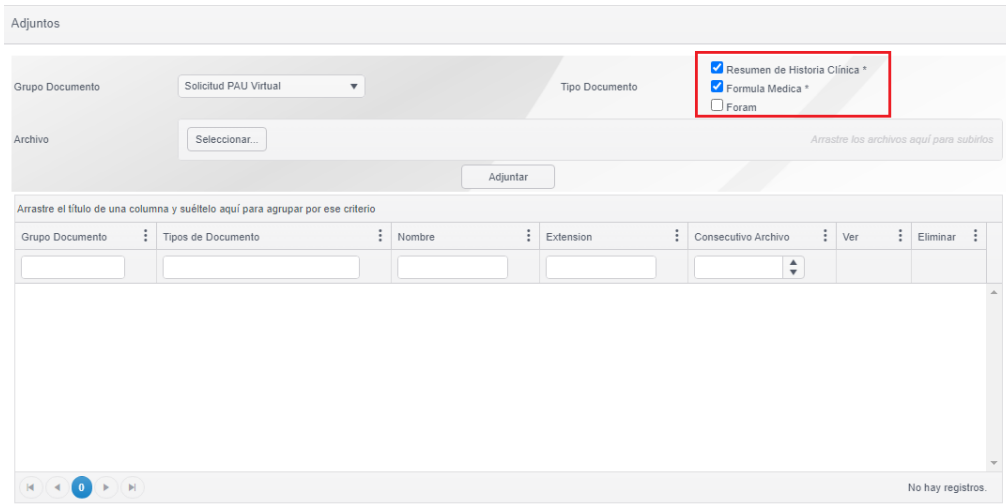 Adjuntos
Grupo Documento
Solicitud PAU Virtual
Tipo Documento
Resumen de Historia Clínica *
Formula Medica *
Foram
Archivo
Seleccionar...
Arrastre los archivos aquí para subirlos
Adjuntar
Arrastre el título de una columna y suéltelo aquí para agrupar por ese criterio
Grupo Documento Tipos de Documento Nombre Extension Consecutivo Archivo Ver Eliminar
0
No hay registros.